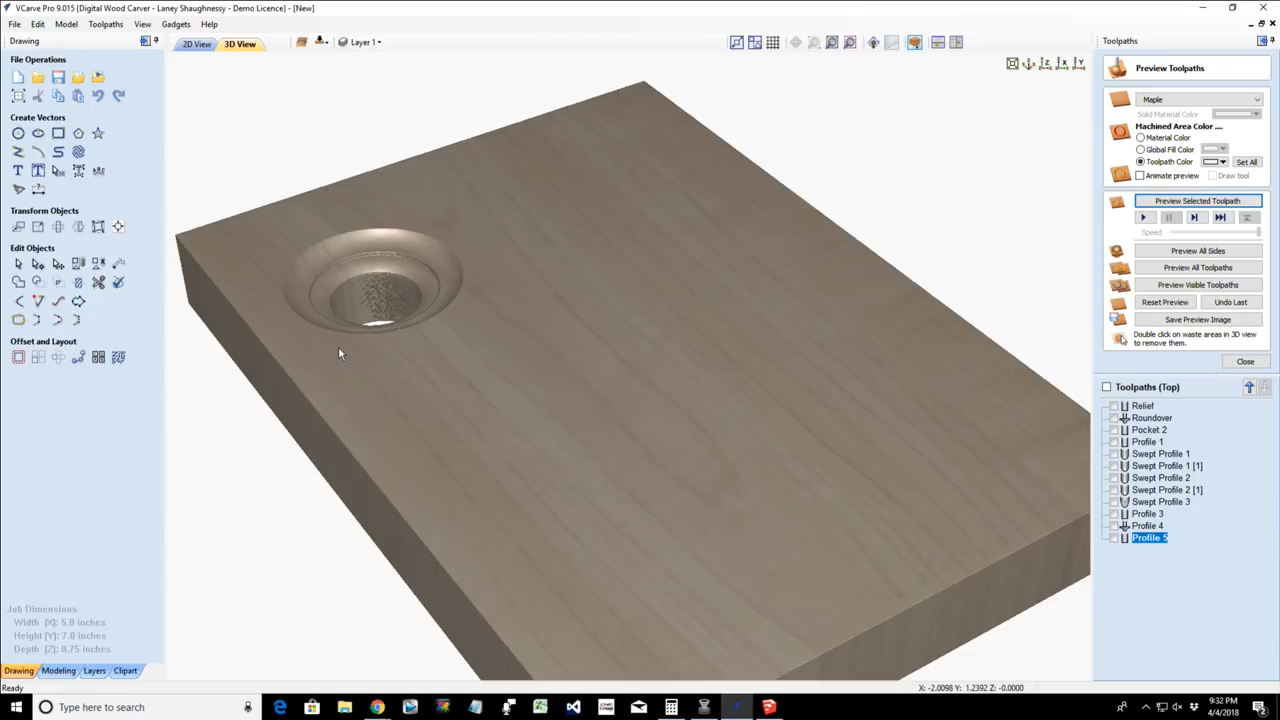 VCarve Pro 9.015 {Digital Wood Carver - Laney Shaughnessy - Demo Licence} - [New]
File Edit Model Toolpaths View Gadgets Help
Drawing
2D View 3D View Layer 1
Toolpaths
File Operations
Create Vectors
Transform Objects
Edit Objects
Offset and Layout
Job Dimensions
Width (X): 5.0 inches
Height (Y): 7.0 inches
Depth (Z): 0.75 inches
Drawing Modeling Layers Clipart
Ready
X: -2.0098 Y: 1.2392 Z: -0.0000
Preview Toolpaths
Maple
Solid Material Color
Machined Area Color ....
Material Color
Global Fill Color
Toolpath Color Set All
Animate preview Draw tool
Preview Selected Toolpath
Speed
Preview All Sides
Preview All Toolpaths
Preview Visible Toolpaths
Reset Preview Undo Last
Save Preview Image
Double click on waste areas in 3D view
to remove them.
Close
Toolpaths (Top)
Relief
Roundover
Pocket 2
Profile 1
Swept Profile 1
Swept Profile 1 [1]
Swept Profile 2
Swept Profile 2 [1]
Swept Profile 3
Profile 3
Profile 4
Profile 5
Type here to search
9:32 PM
4/4/2018